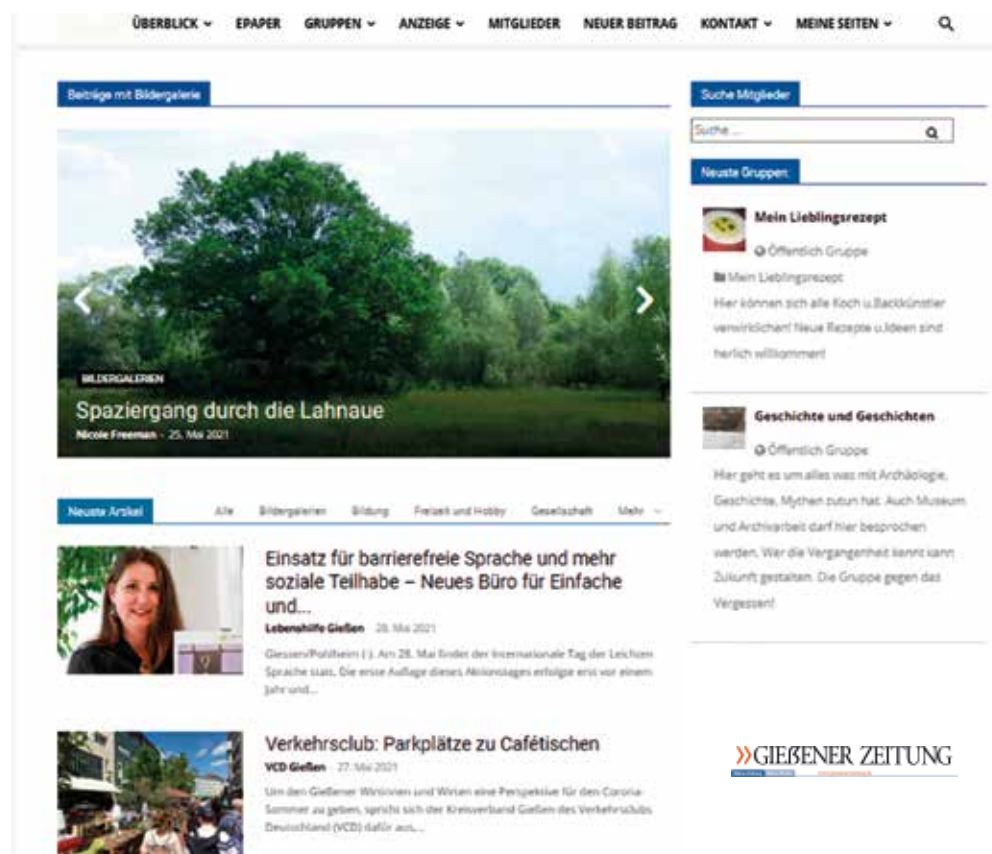 ÜBERBLICK EPAPER GRUPPEN ANZEIGE MITGLIEDER NEUER BEITRAG KONTAKT MEINE SEITEN
Beiträge mit Bildergalerie
BILDERGALERIEN
Spaziergang durch die Lahnaue
Nicole Freeman - 25. Mai 2021
Neuste Artikel Alle Bildergalerien Bildung Freizeit und Hobby Gesellschaft Mehr
Einsatz für barrierefreie Sprache und mehr
soziale Teilhabe – Neues Büro für Einfache
und...
Lebenshilfe Gießen - 28. Mai 2021
Giessen/Pohlheim (-). Am 28. Mai findet der Internationale Tag der Leichten
Sprache statt. Die erste Auflage dieses Aktionstages erfolgte erst vor einem
Jahr und...
Verkehrsclub: Parkplätze zu Cafétischen
VCD Gießen - 27. Mai 2021
Um den Gießener Wirtinnen und Wirten eine Perspektive für den Corona-
Sommer zu geben, spricht sich der Kreisverband Gießen des Verkehrsclubs
Deutschland (VCD) dafür aus,...
Suche Mitglieder
Suche ...
Neuste Gruppen
Mein Lieblingsrezept
Öffentlich Gruppe
Mein Lieblingsrezept
Hier können sich alle Koch u.Backkünstler
verwirklichen! Neue Rezepte u.Ideen sind
herlich willkommen!
Geschichte und Geschichten
Öffentlich Gruppe
Hier geht es um alles was mit Archäologie,
Geschichte, Mythen zutun hat. Auch Museum
und Archivarbeit darf hier besprochen
werden. Wer die Vergangenheit kennt kann
Zukunft gestalten. Die Gruppe gegen das
Vergessen!
»GIEßENER ZEITUNG